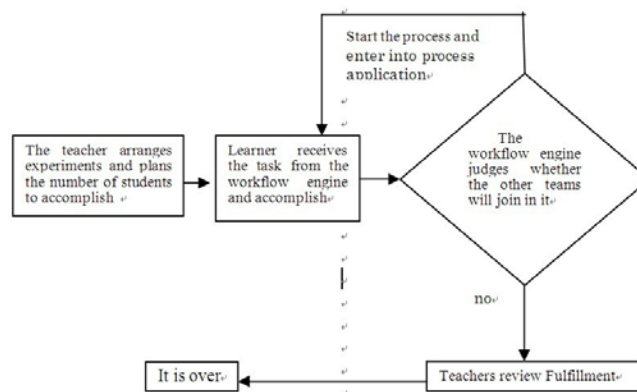 Start the process and
enter into process
application
The teacher arranges
experiments and plans
the number of students
to accomplish
Learner receives
the task from the
workflow engine
and accomplish
The
workflow engine
judges whether
the other teams
will join in it
no
It is over
Teachers review Fulfillment